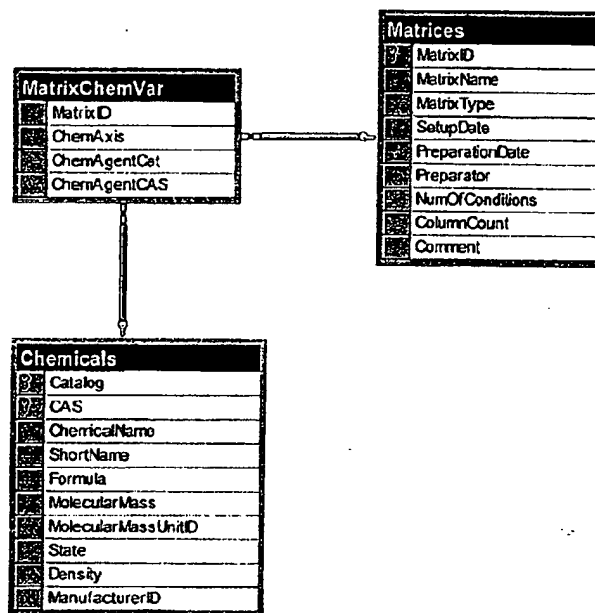 Matrices
MatrixID
MatrixName
MatrixType
SetupDate
PreparationDate
Preparator
NumOfConditions
ColumnCount
Comment
MatrixChemVar
MatrixID
ChemAxis
ChemAgentCat
ChemAgentCAS
Chemicals
Catalog
CAS
ChemicalName
ShortName
Formula
MolecularMass
MolecularMassUnitID
State
Density
ManufacturerID